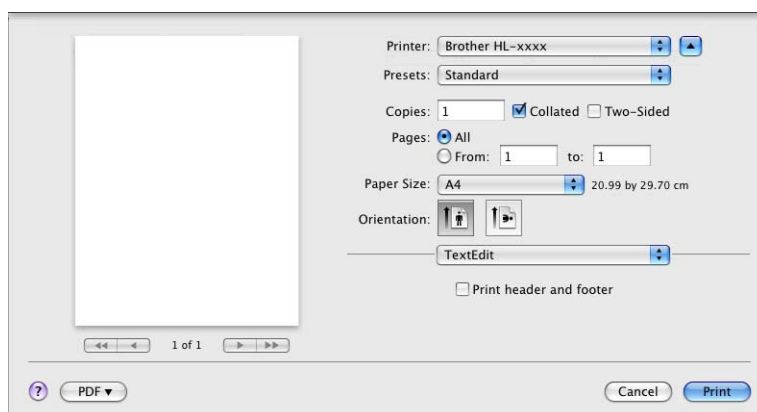 Printer: Brother HL-xxxx
Presets: Standard
Copies: 1 Collated Two-Sided
Pages: All
From: 1 to: 1
Paper Size: A4 20.99 by 29.70 cm
Orientation:
TextEdit
Print header and footer
1 of 1
? PDF Cancel Print